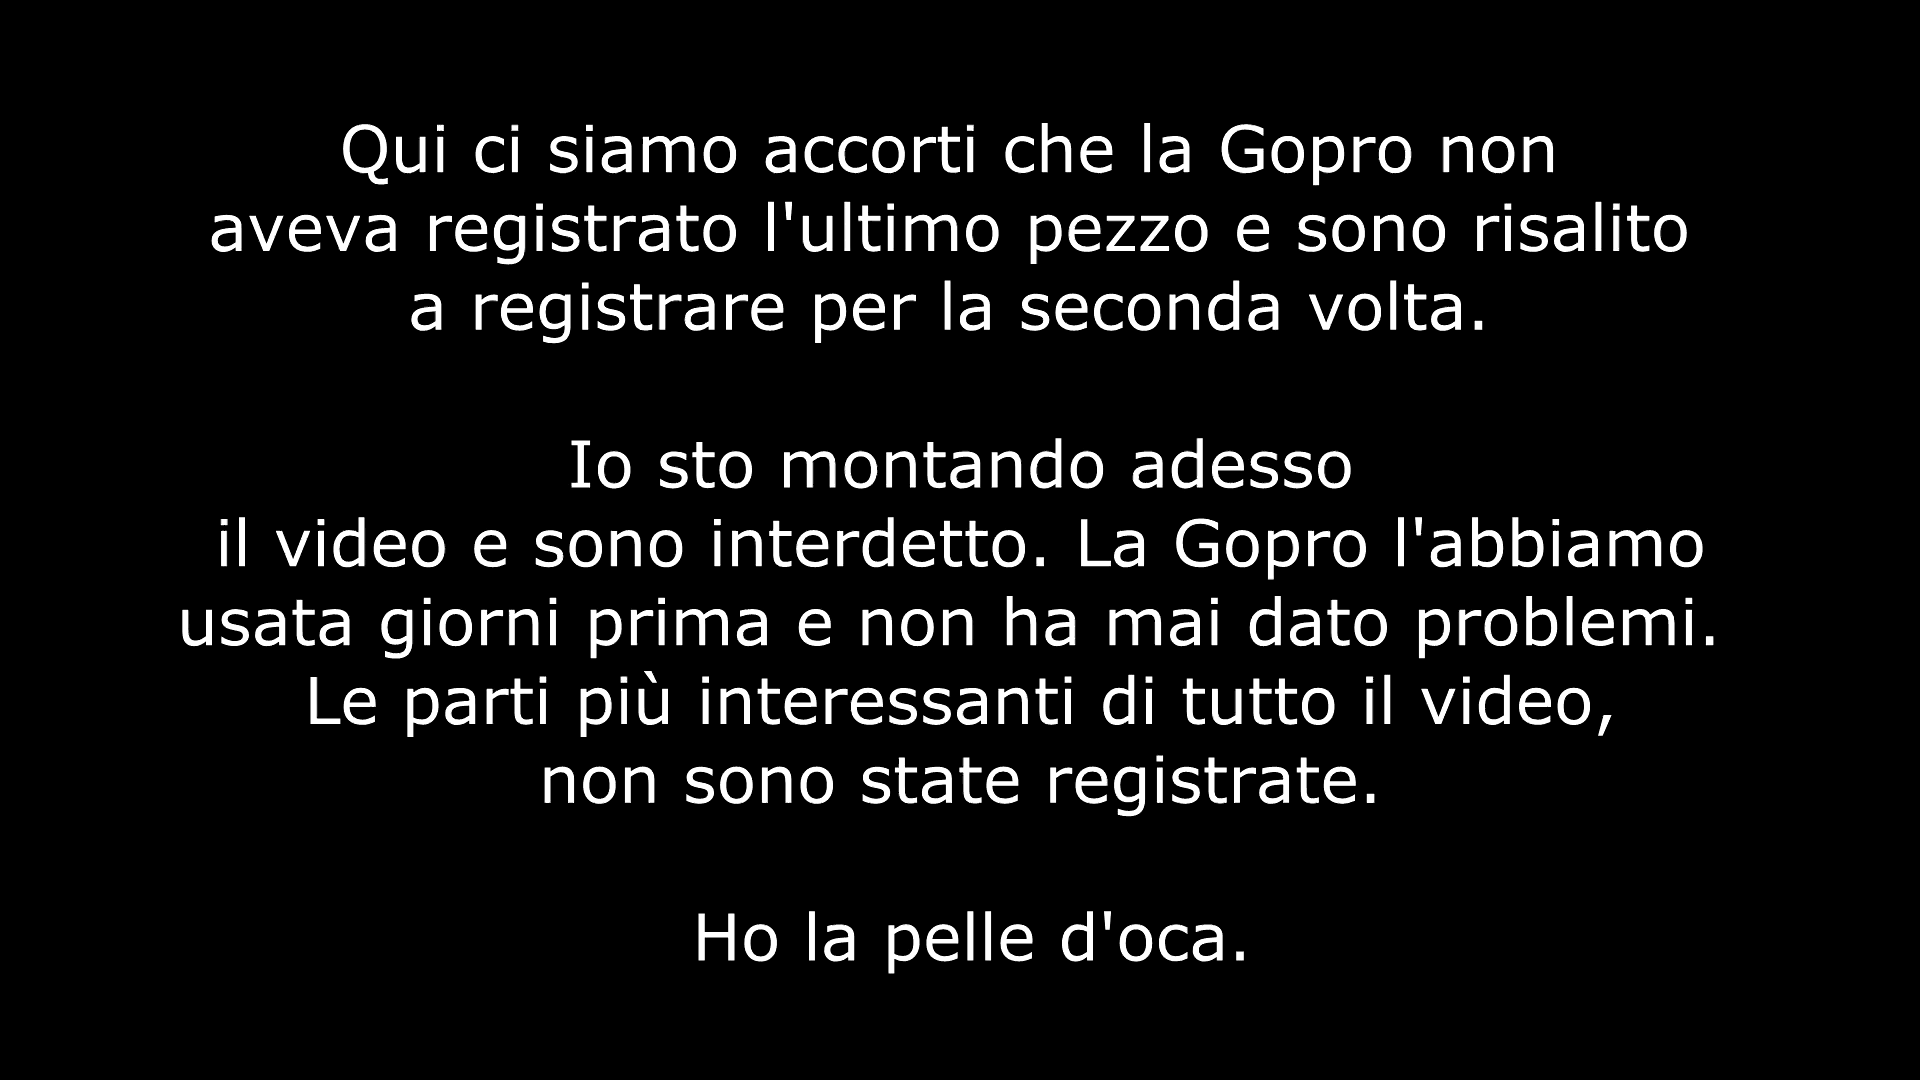 Qui ci siamo accorti che la Gopro non
aveva registrato l'ultimo pezzo e sono risalito
a registrare per la seconda volta.
Io sto montando adesso
il video e sono interdetto. La Gopro l'abbiamo
usata giorni prima e non ha mai dato problemi.
Le parti più interessanti di tutto il video,
non sono state registrate.
Ho la pelle d'oca.